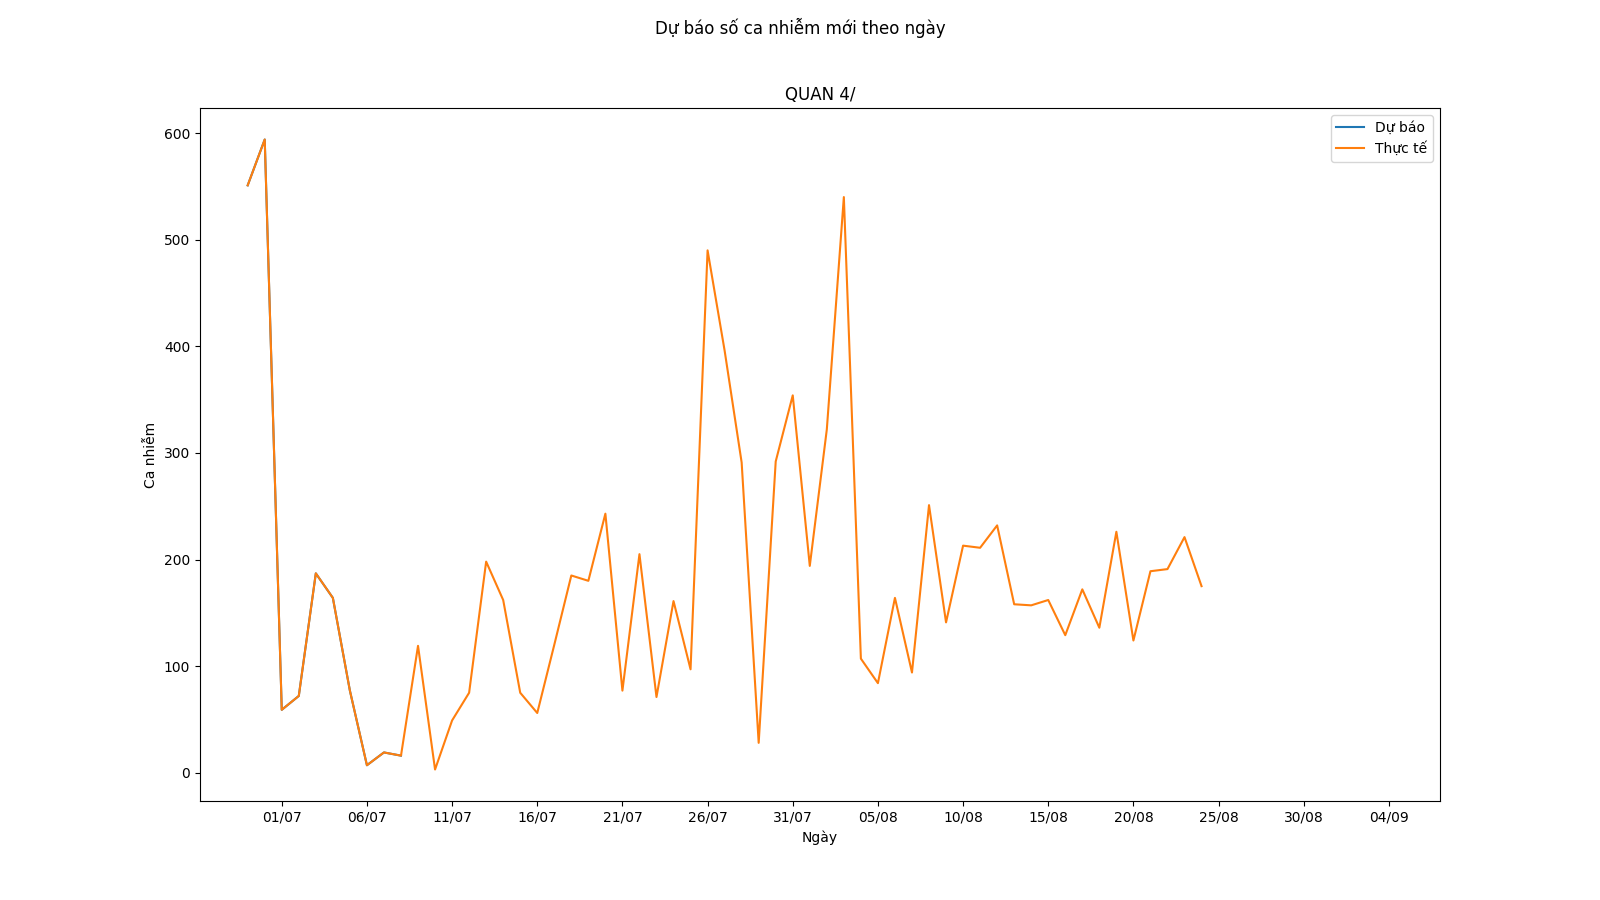 Dự báo số ca nhiễm mới theo ngày
QUAN 4/
Dự báo
Thực tế
600
500
400
300
200
100
0
Ca nhiễm
01/07 06/07 11/07 16/07 21/07 26/07 31/07 05/08 10/08 15/08 20/08 25/08 30/08 04/09
Ngày